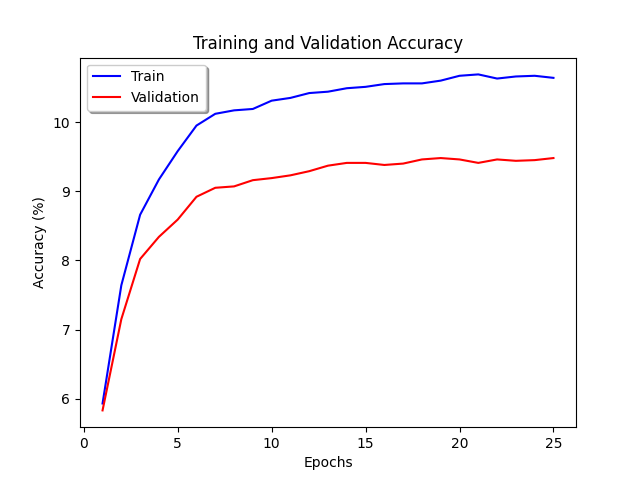 Training and Validation Accuracy
Train
Validation
Accuracy (%)
10
9
8
7
6
0 5 10 15 20 25
Epochs